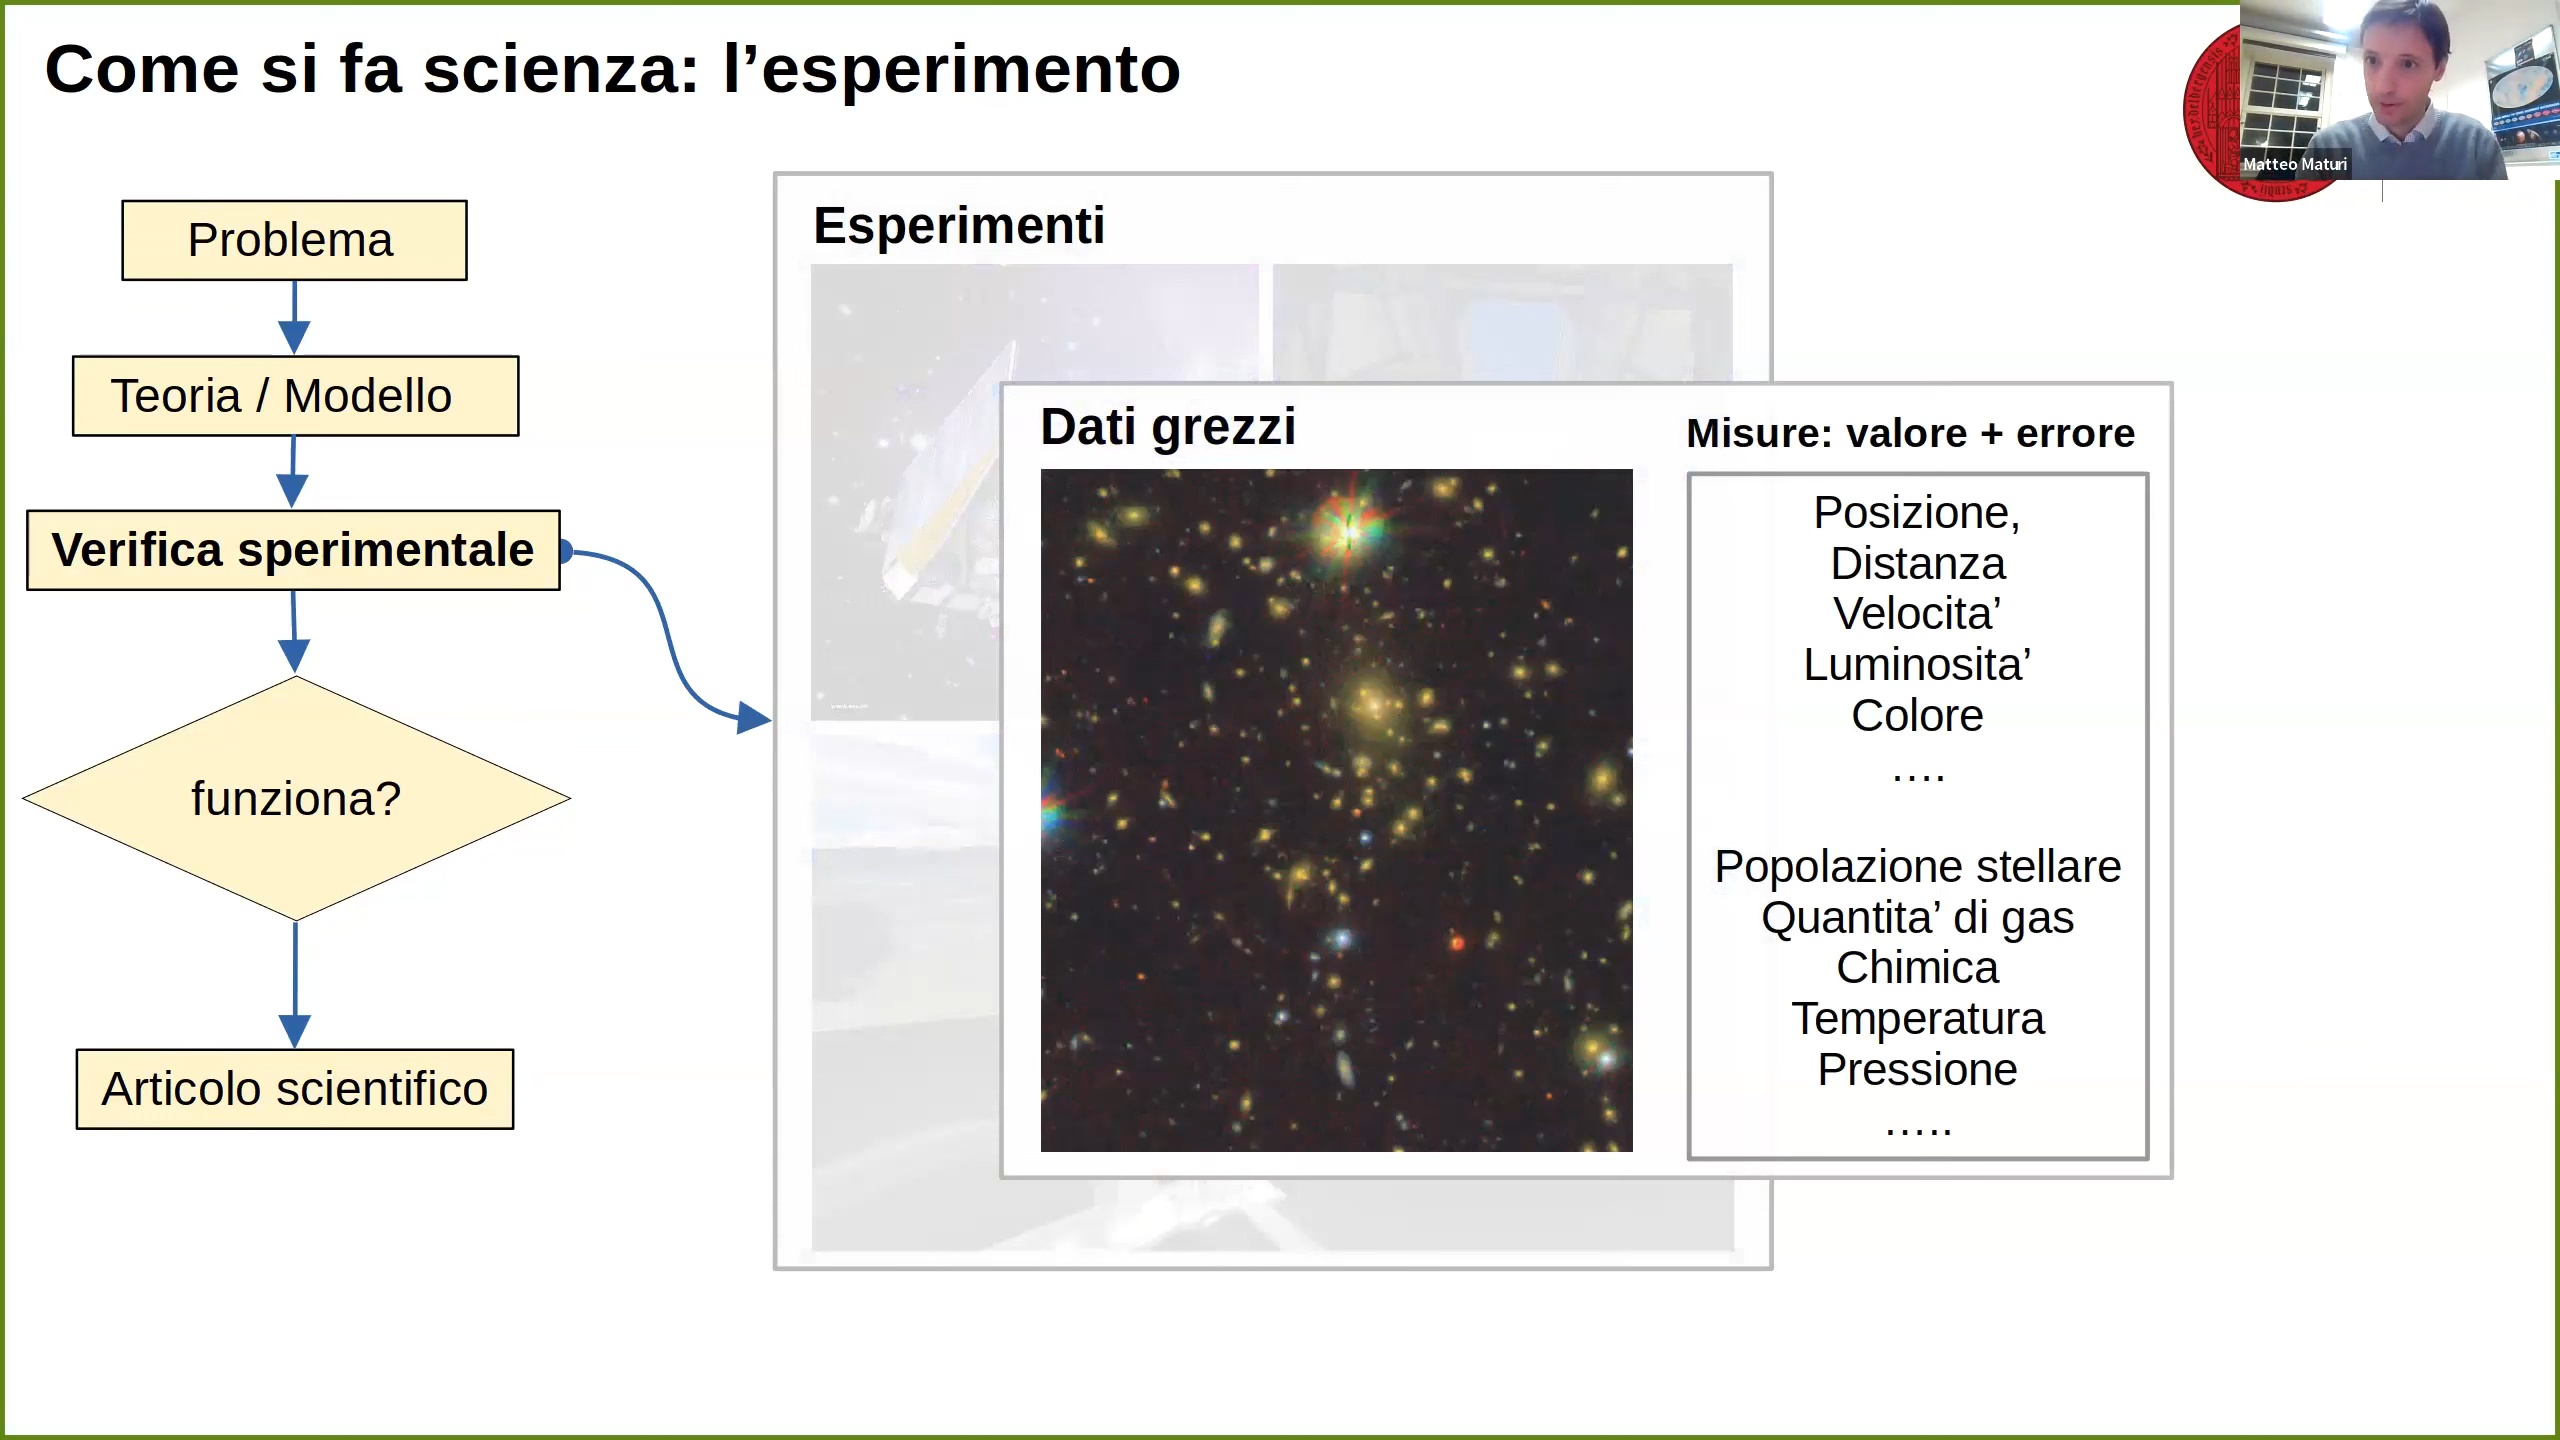 Come si fa scienza: l’esperimento
Matteo Maturi
Problema
Teoria / Modello
Verifica sperimentale
funziona?
Articolo scientifico
Esperimenti
Dati grezzi
Misure: valore + errore
Posizione,
Distanza
Velocita’
Luminosita’
Colore
....
Popolazione stellare
Quantita’ di gas
Chimica
Temperatura
Pressione
.....